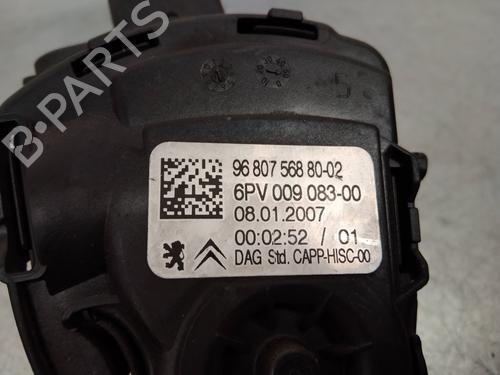 B-PARTS
96 807 568 80-02
6PV 009 083-00
08.01.2007
00:02:52 / 01
DAG Std. CAPP-HISC-00